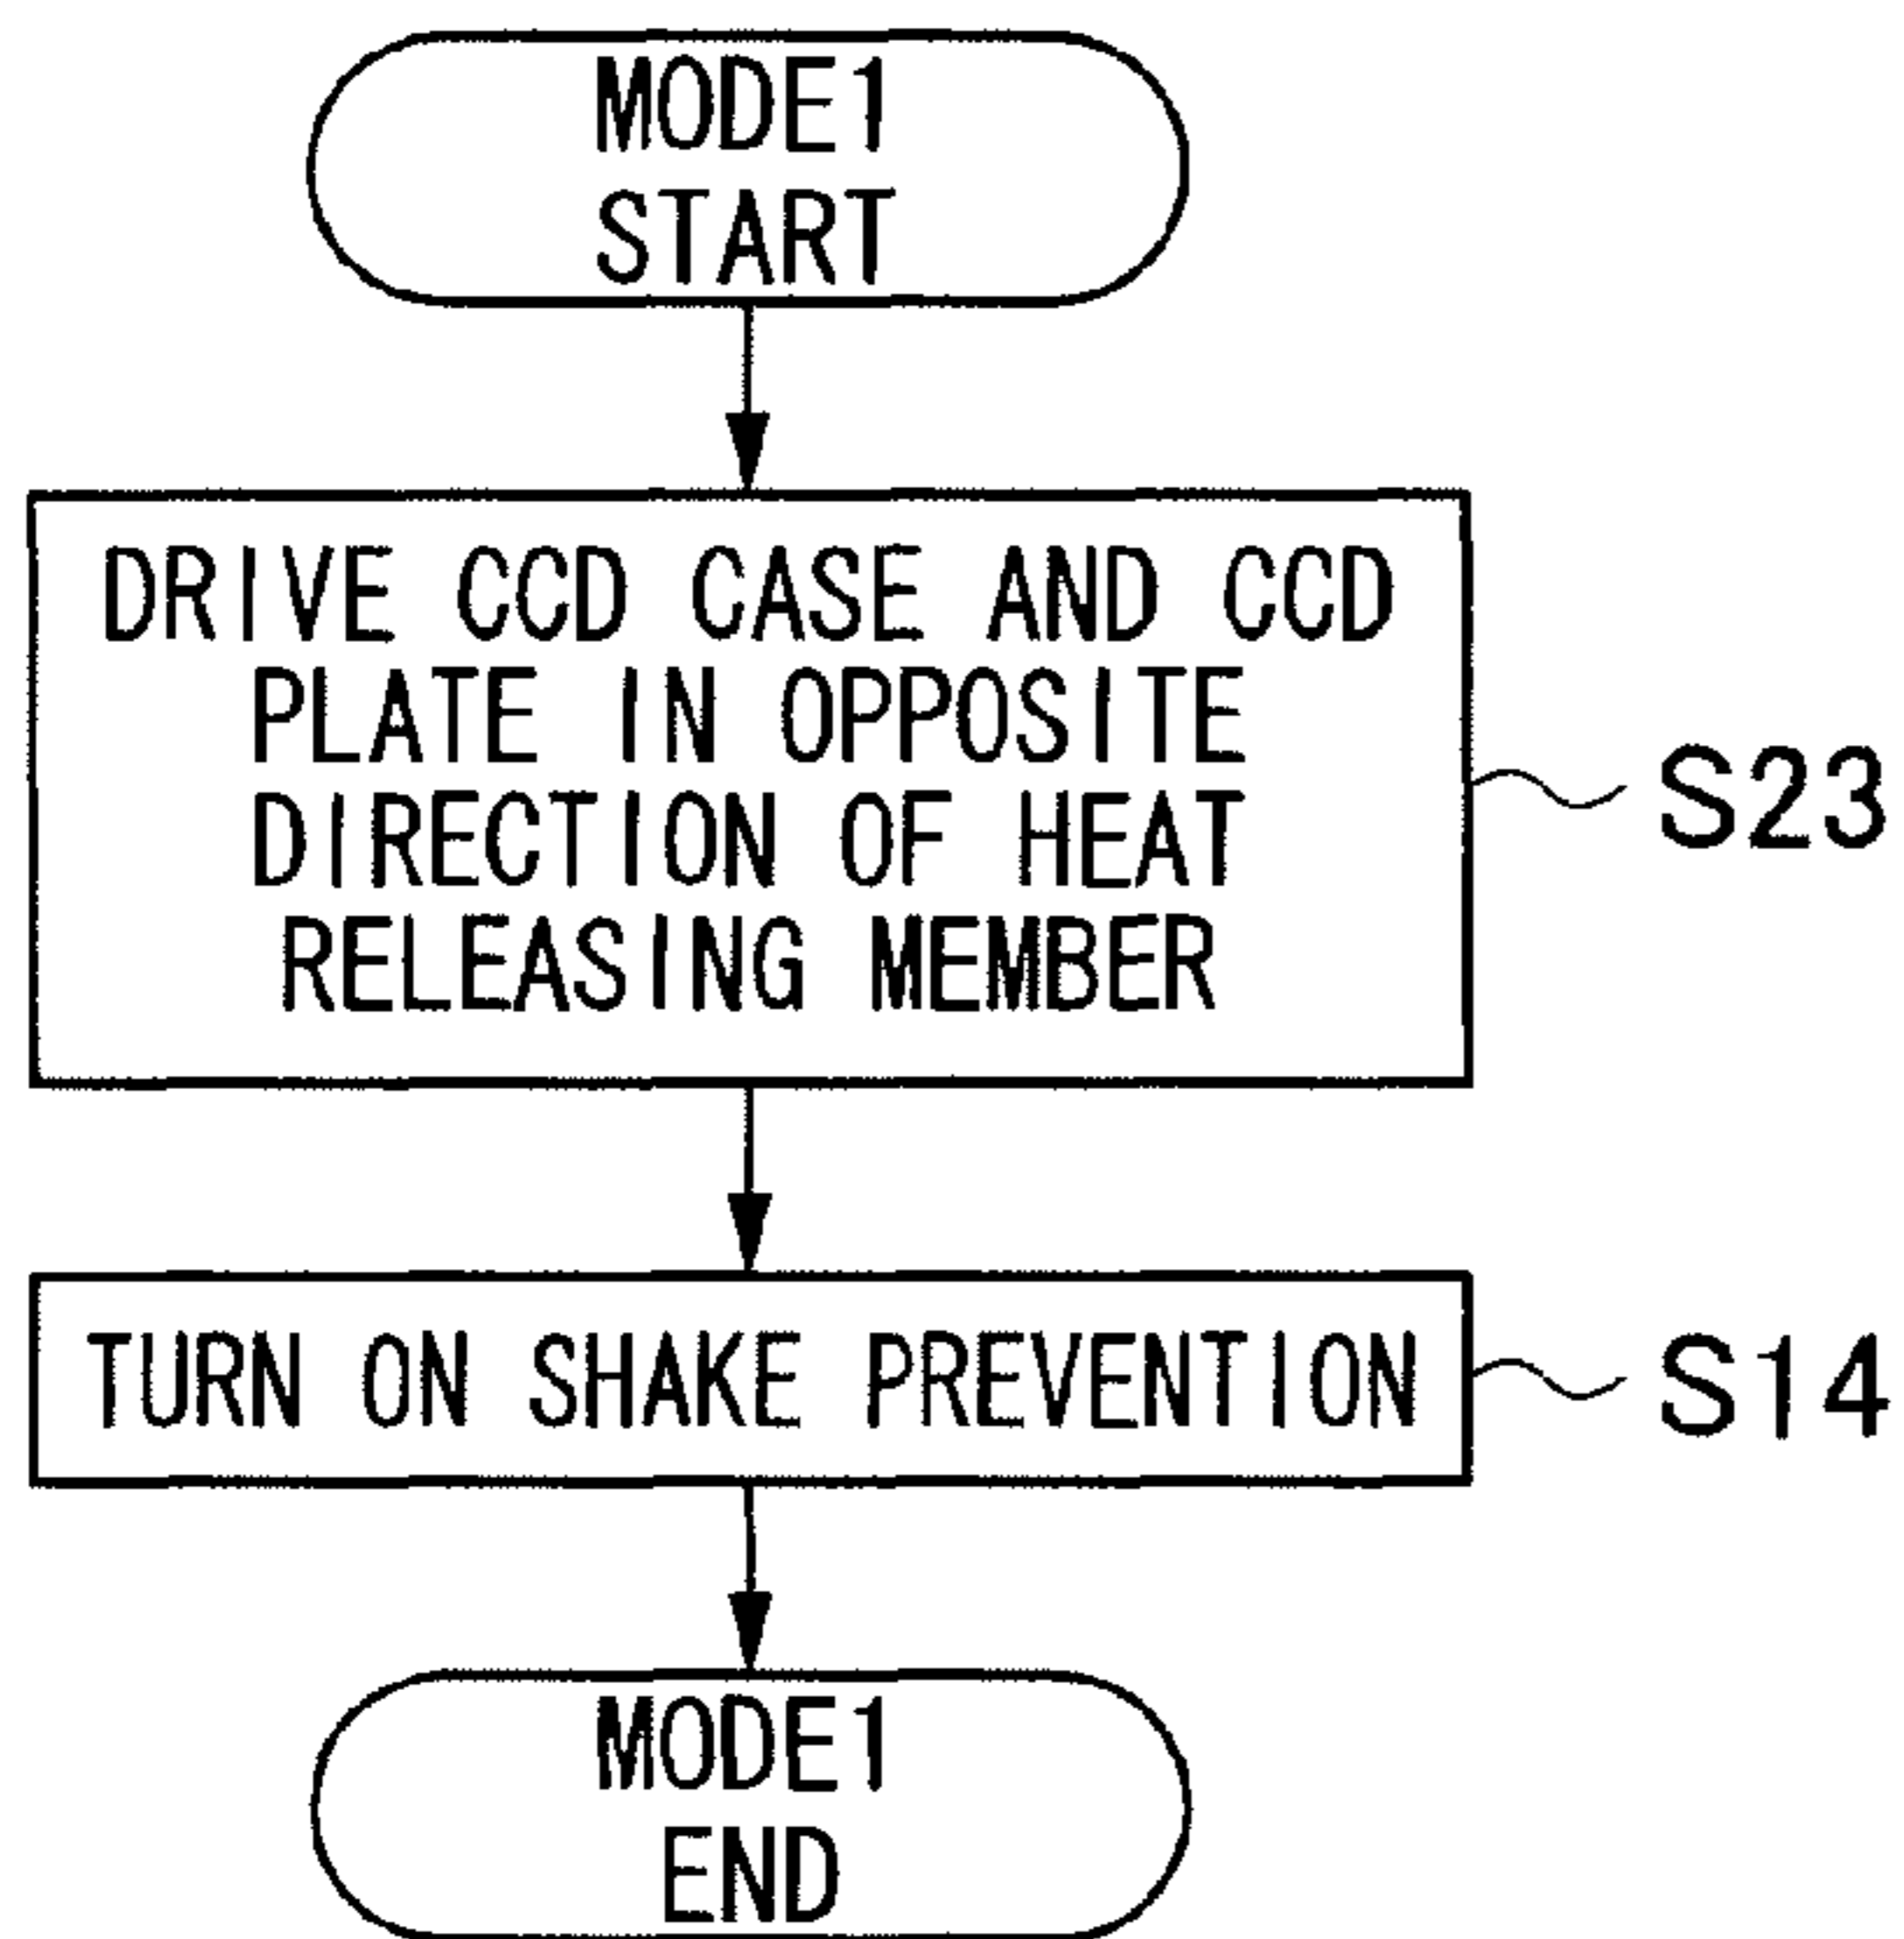 MODE1
START
DRIVE CCD CASE AND CCD
PLATE IN OPPOSITE
DIRECTION OF HEAT
RELEASING MEMBER
S23
TURN ON SHAKE PREVENTION
S14
MODE1
END